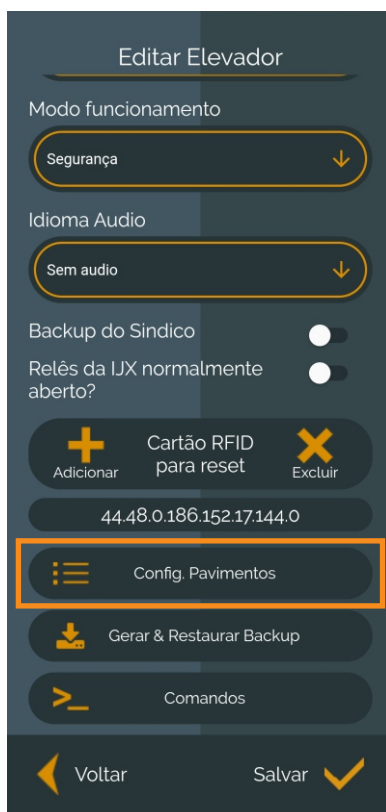 Editar Elevador
Modo funcionamento
Segurança
Idioma Audio
Sem audio
Backup do Sindico
Relês da IJX normalmente
aberto?
Adicionar
Cartão RFID
para reset
Excluir
44.48.0.186.152.17.144.0
Config. Pavimentos
Gerar & Restaurar Backup
Comandos
Voltar
Salvar